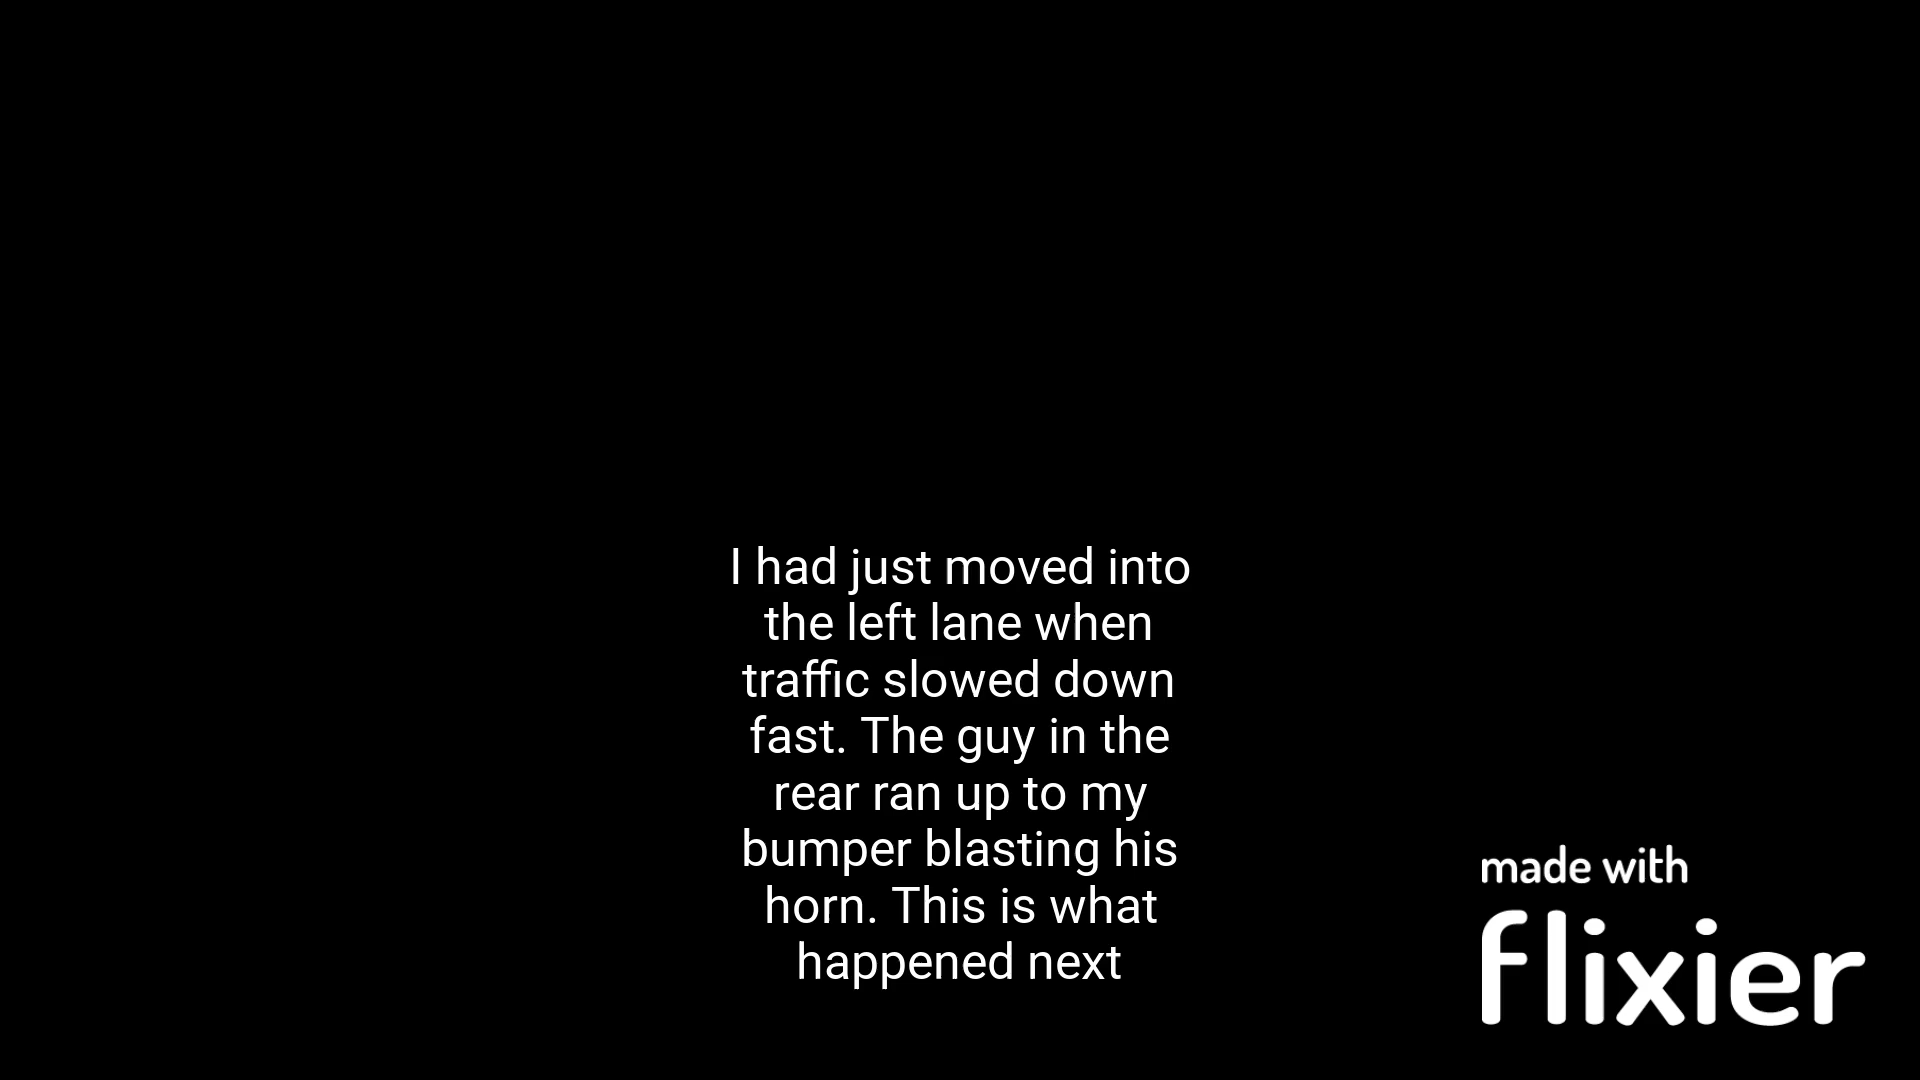 I had just moved into
the left lane when
traffic slowed down
fast. The guy in the
rear ran up to my
bumper blasting his
horn. This is what
happened next
made with
flixier